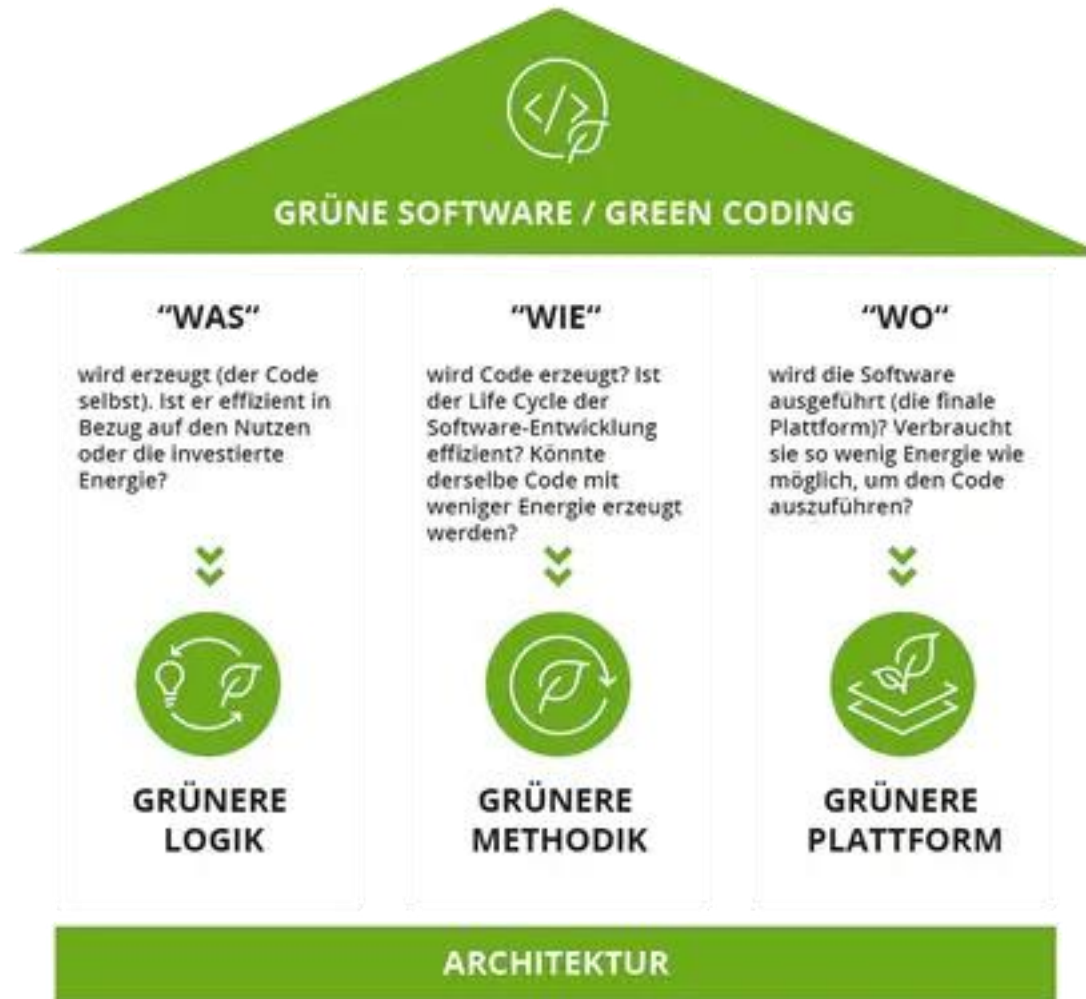 GRÜNE SOFTWARE / GREEN CODING
“WAS“
wird erzeugt (der Code
selbst). Ist er effizient in
Bezug auf den Nutzen
oder die investierte
Energie?
GRÜNERE
LOGIK
“WIE“
wird Code erzeugt? Ist
der Life Cycle der
Software-Entwicklung
effizient? Könnte
derselbe Code mit
weniger Energie erzeugt
werden?
GRÜNERE
METHODIK
“WO“
wird die Software
ausgeführt (die finale
Plattform)? Verbraucht
sie so wenig Energie wie
möglich, um den Code
auszuführen?
GRÜNERE
PLATTFORM
ARCHITEKTUR